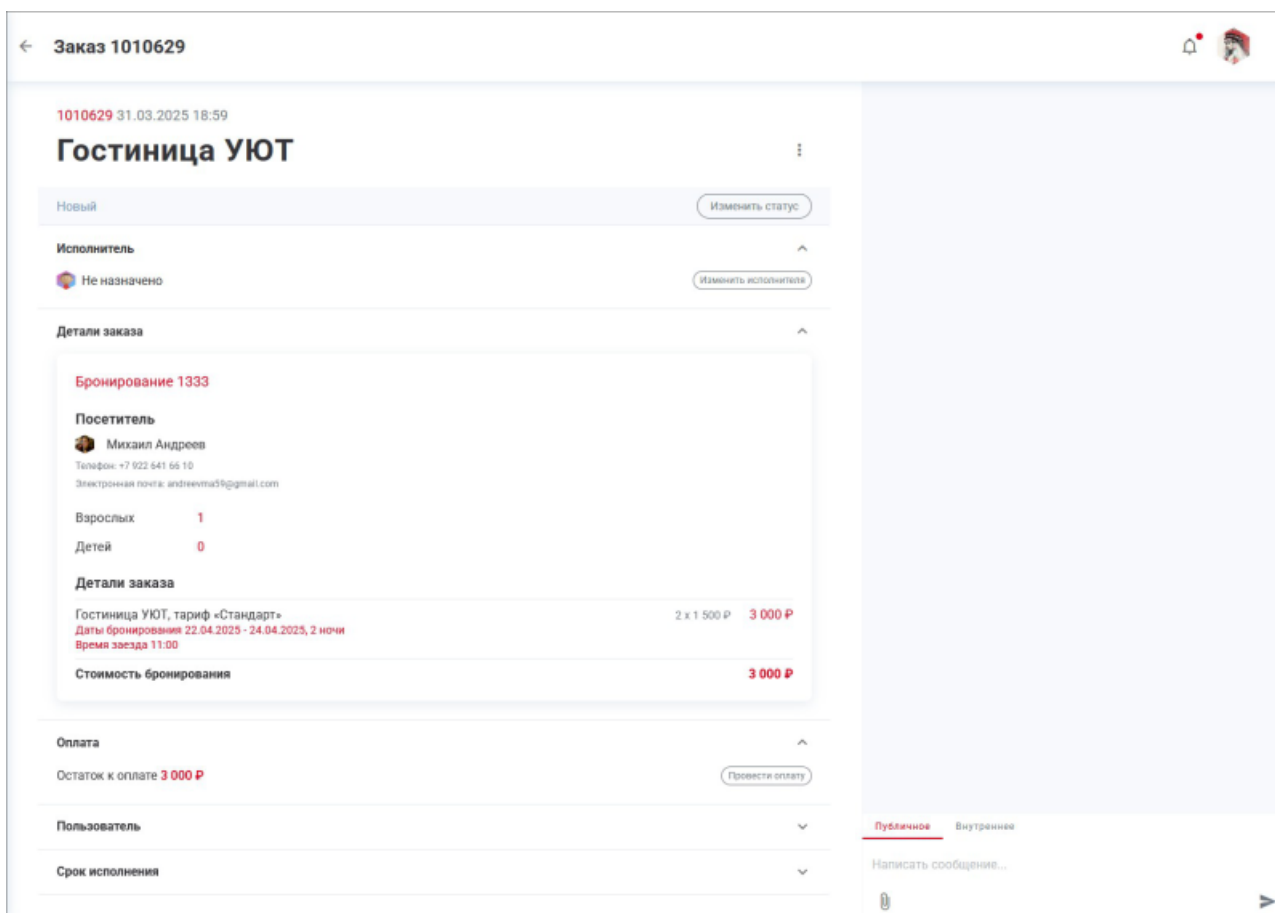 Заказ 1010629
1010629 31.03.2025 18:59
Гостиница УЮТ
Новый
Изменить статус
Исполнитель
Не назначено
Изменить исполнителя
Детали заказа
Бронирование 1333
Посетитель
Михаил Андреев
Телефон: +7 922 641 66 10
Электронная почта: andreevma59@gmail.com
Взрослых 1
Детей 0
Детали заказа
Гостиница УЮТ, тариф «Стандарт» 2 x 1 500 ₽ 3 000 ₽
Даты бронирования 22.04.2025 - 24.04.2025, 2 ночи
Время заезда 11:00
Стоимость бронирования 3 000 ₽
Оплата
Остаток к оплате 3 000 ₽
Провести оплату
Пользователь
Срок исполнения
Публичное Внутреннее
Написать сообщение...